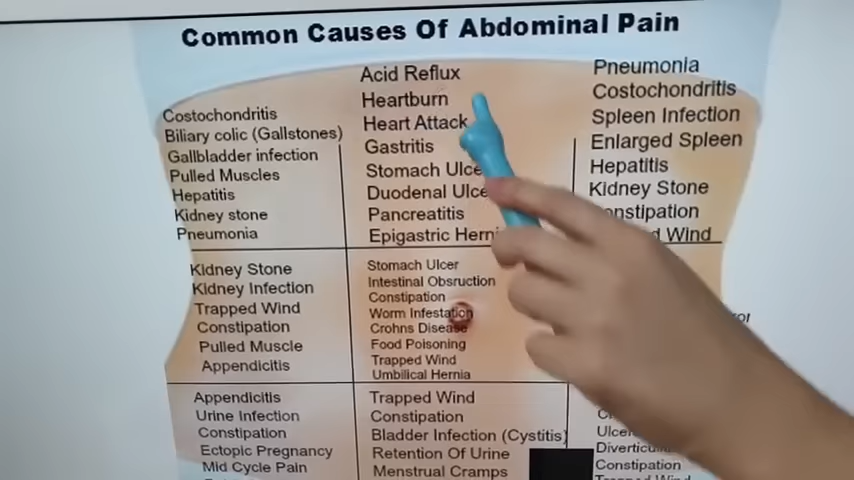 Common Causes Of Abdominal Pain
Costochondritis
Biliary colic (Gallstones)
Gallbladder infection
Pulled Muscles
Hepatitis
Kidney stone
Pneumonia
Acid Reflux
Heartburn
Heart Attack
Gastritis
Stomach
Duodenal
Pancreatitis
Epigastric
Pneumonia
Costochondritis
Spleen Infection
Enlarged Spleen
Hepatitis
Kidney Stone
Wind
Kidney Stone
Kidney Infection
Trapped Wind
Constipation
Pulled Muscle
Appendicitis
Stomach Ulcer
Intestinal Obsruction
Constipation
Worm Infestation
Crohns Disease
Food Poisoning
Trapped Wind
Umbilical Hernia
Appendicitis
Urine Infection
Constipation
Ectopic Pregnancy
Mid Cycle Pain
Trapped Wind
Constipation
Bladder Infection (Cystitis)
Retention Of Urine
Menstrual Cramps
Constipation